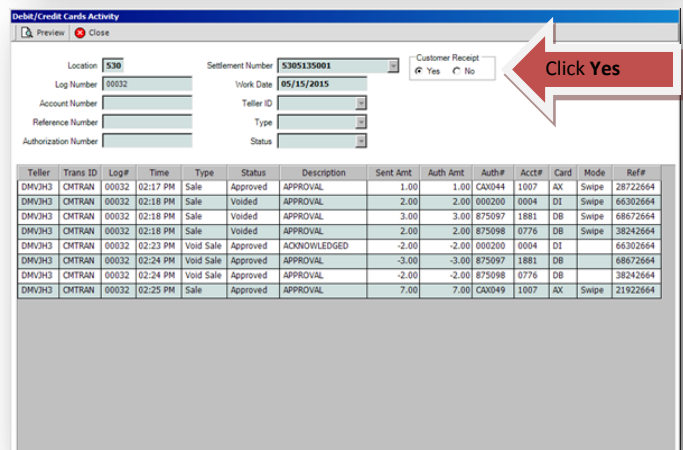 Debit/Credit Cards Activity
Preview Close
Customer Receipt
Location 530 Settlement Number 5305135001 Yes No Click Yes
Log Number 00032 Work Date 05/15/2015
Account Number Teller ID
Reference Number Type
Authorization Number Status
Teller Trans ID Log# Time Type Status Description Sent Amt Auth Amt Auth# Acct# Card Mode Ref#
DMVJH3 CMTRAN 00032 02:17 PM Sale Approved APPROVAL 1.00 1.00 CAX044 1007 AX Swipe 28722664
DMVJH3 CMTRAN 00032 02:18 PM Sale Voided APPROVAL 2.00 2.00 000200 0004 DI Swipe 66302664
DMVJH3 CMTRAN 00032 02:18 PM Sale Voided APPROVAL 3.00 3.00 875097 1881 DB Swipe 68672664
DMVJH3 CMTRAN 00032 02:18 PM Sale Voided APPROVAL 2.00 2.00 875098 0776 DB Swipe 38242664
DMVJH3 CMTRAN 00032 02:23 PM Void Sale Approved ACKNOWLEDGED -2.00 -2.00 000200 0004 DI 66302664
DMVJH3 CMTRAN 00032 02:24 PM Void Sale Approved APPROVAL -3.00 -3.00 875097 1881 DB 68672664
DMVJH3 CMTRAN 00032 02:24 PM Void Sale Approved APPROVAL -2.00 -2.00 875098 0776 DB 38242664
DMVJH3 CMTRAN 00032 02:25 PM Sale Approved APPROVAL 7.00 7.00 CAX049 1007 AX Swipe 21922664